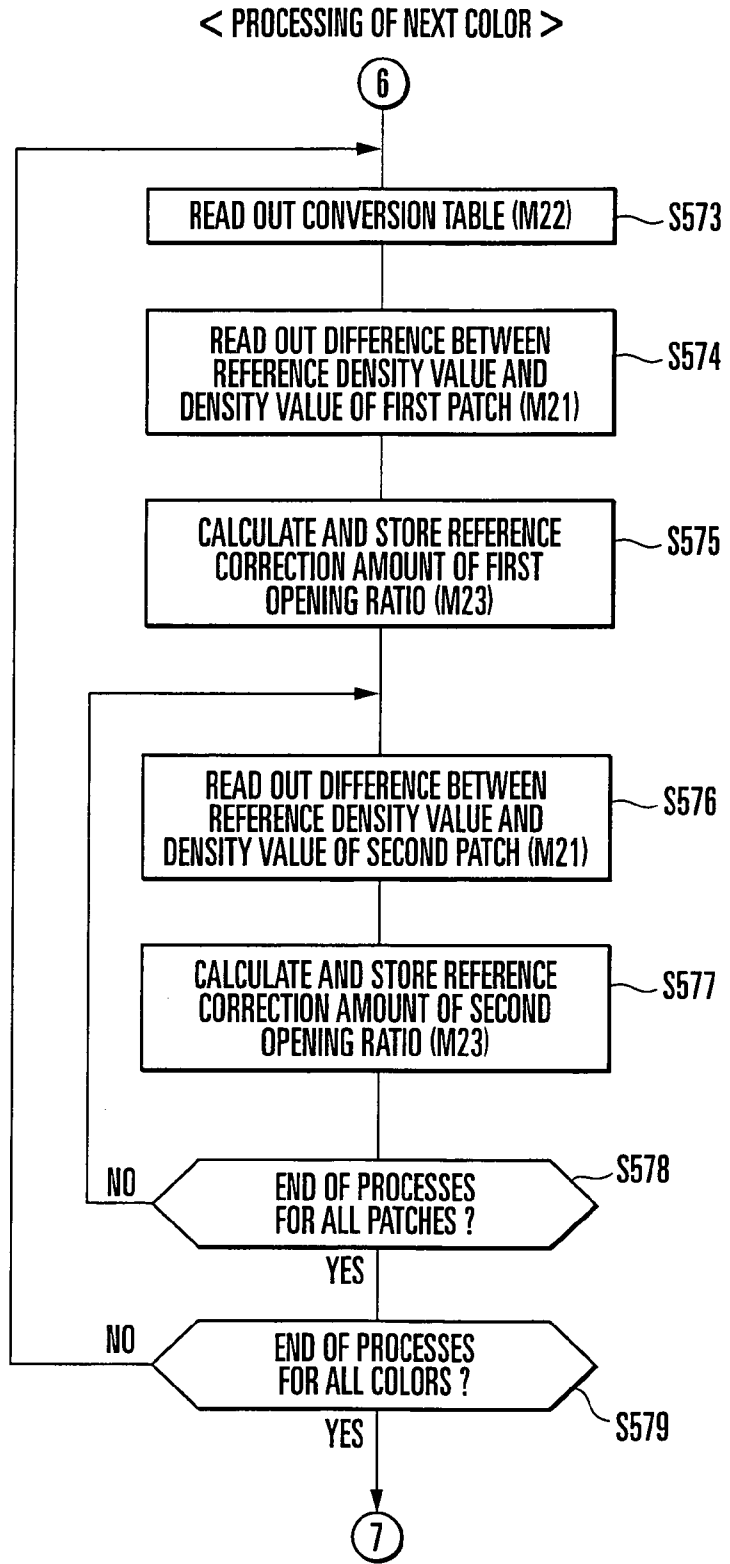 < PROCESSING OF NEXT COLOR >
6
READ OUT CONVERSION TABLE (M22)
S573
READ OUT DIFFERENCE BETWEEN
REFERENCE DENSITY VALUE AND
DENSITY VALUE OF FIRST PATCH (M21)
S574
CALCULATE AND STORE REFERENCE
CORRECTION AMOUNT OF FIRST
OPENING RATIO (M23)
S575
READ OUT DIFFERENCE BETWEEN
REFERENCE DENSITY VALUE AND
DENSITY VALUE OF SECOND PATCH (M21)
S576
CALCULATE AND STORE REFERENCE
CORRECTION AMOUNT OF SECOND
OPENING RATIO (M23)
S577
NO
END OF PROCESSES
FOR ALL PATCHES ?
S578
YES
NO
END OF PROCESSES
FOR ALL COLORS ?
S579
YES
7